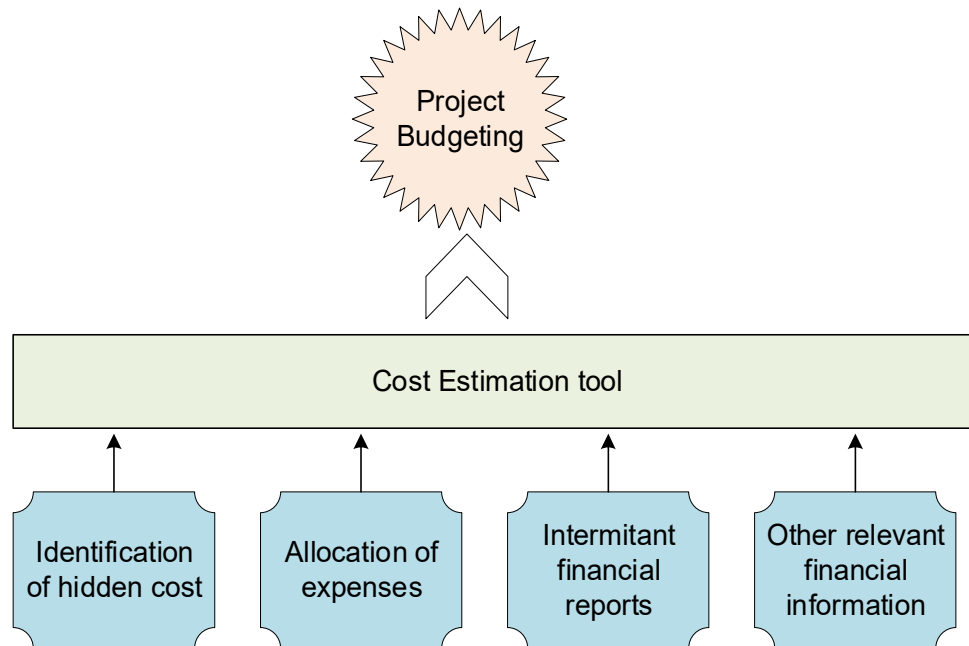 Project
Budgeting
Cost Estimation tool
Identification
of hidden cost
Allocation of
expenses
Intermitant
financial
reports
Other relevant
financial
information